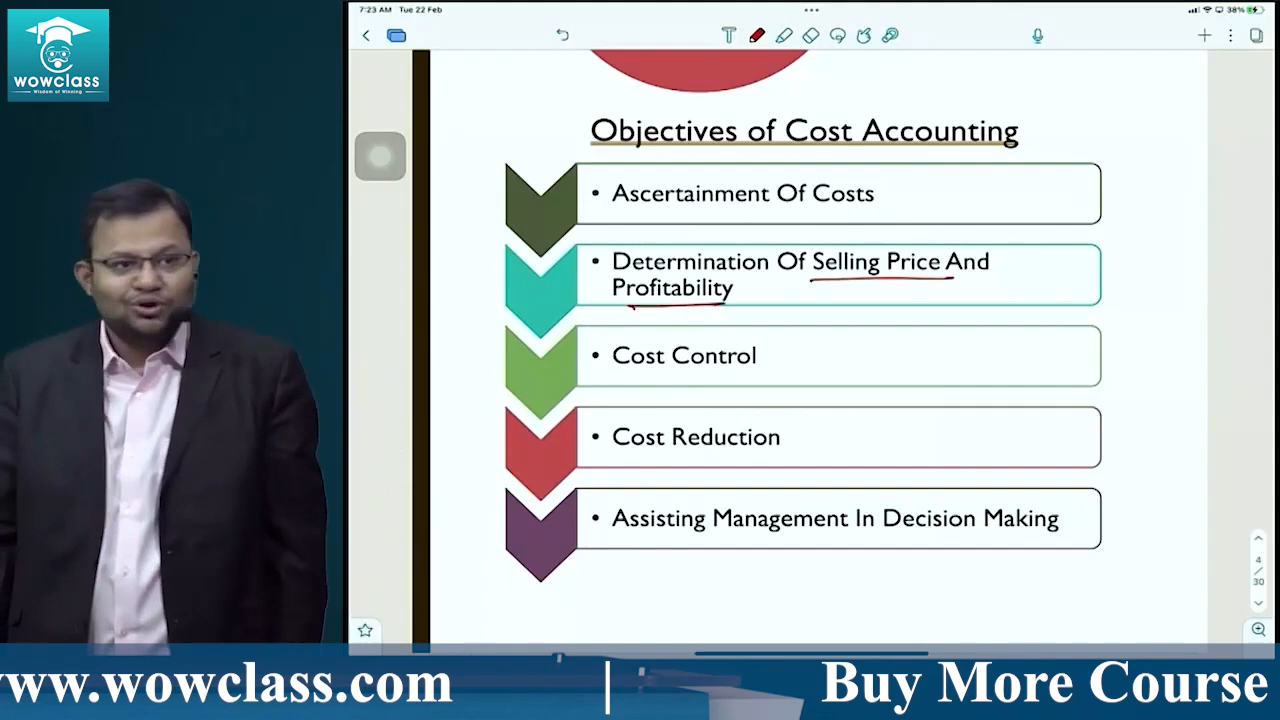 7:23 AM Tue 22 Feb
38%
wowclass
Wisdom of Winning
T
Objectives of Cost Accounting
• Ascertainment Of Costs
• Determination Of Selling Price And
Profitability
• Cost Control
• Cost Reduction
• Assisting Management In Decision Making
4
/
30
www.wowclass.com | Buy More Course